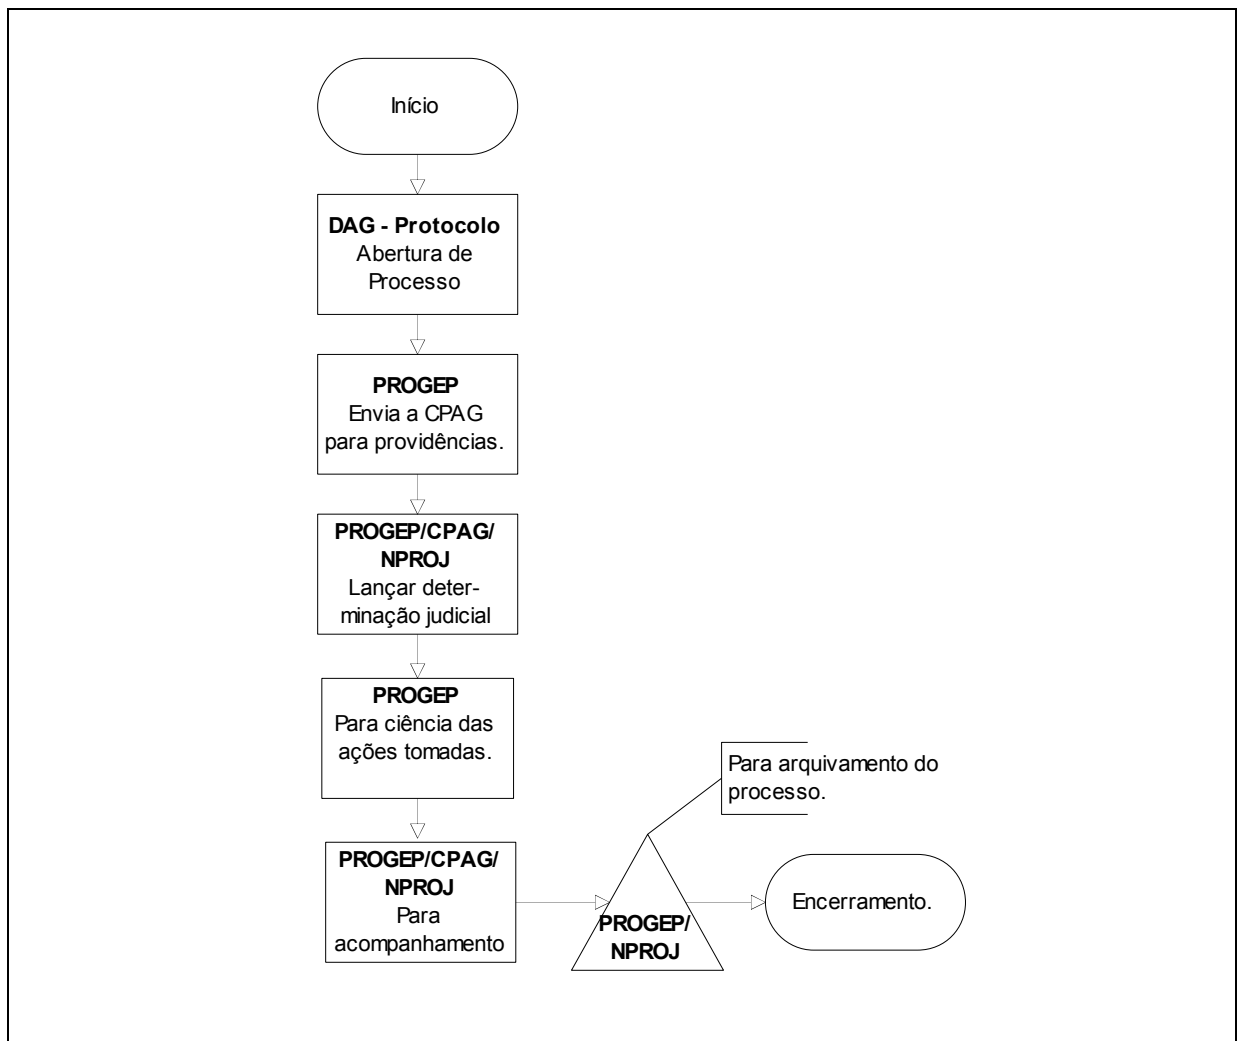 Início
DAG - Protocolo
Abertura de
Processo
PROGEP
Envia a CPAG
para providências.
PROGEP/CPAG/
NPROJ
Lançar deter-
minação judicial
PROGEP
Para ciência das
ações tomadas.
PROGEP/CPAG/
NPROJ
Para
acompanhamento
Para arquivamento do
processo.
PROGEP/
NPROJ
Encerramento.